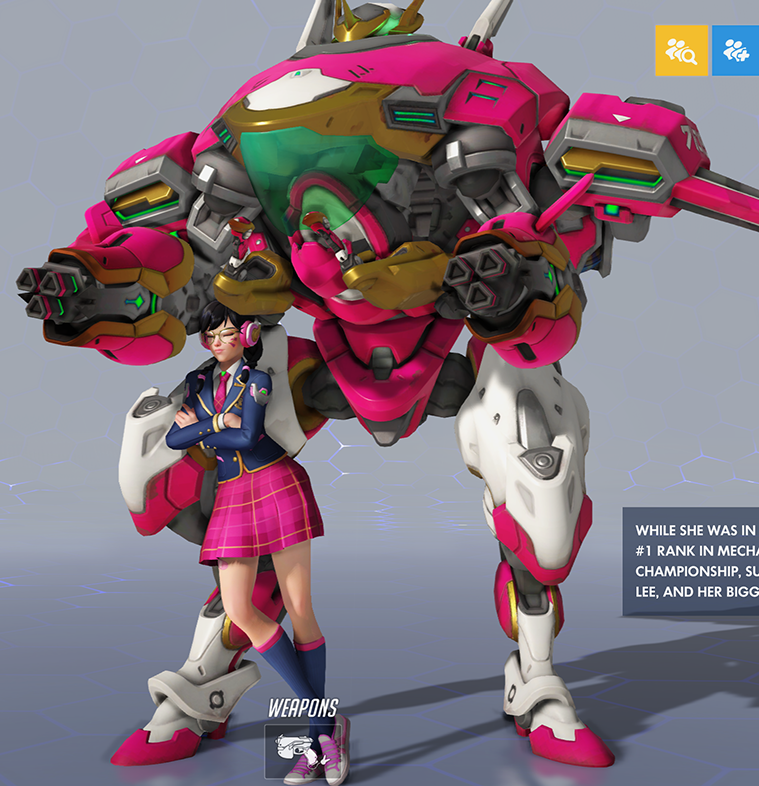 WHILE SHE WAS IN
#1 RANK IN MECHA
CHAMPIONSHIP, SU
LEE, AND HER BIGG
WEAPONS